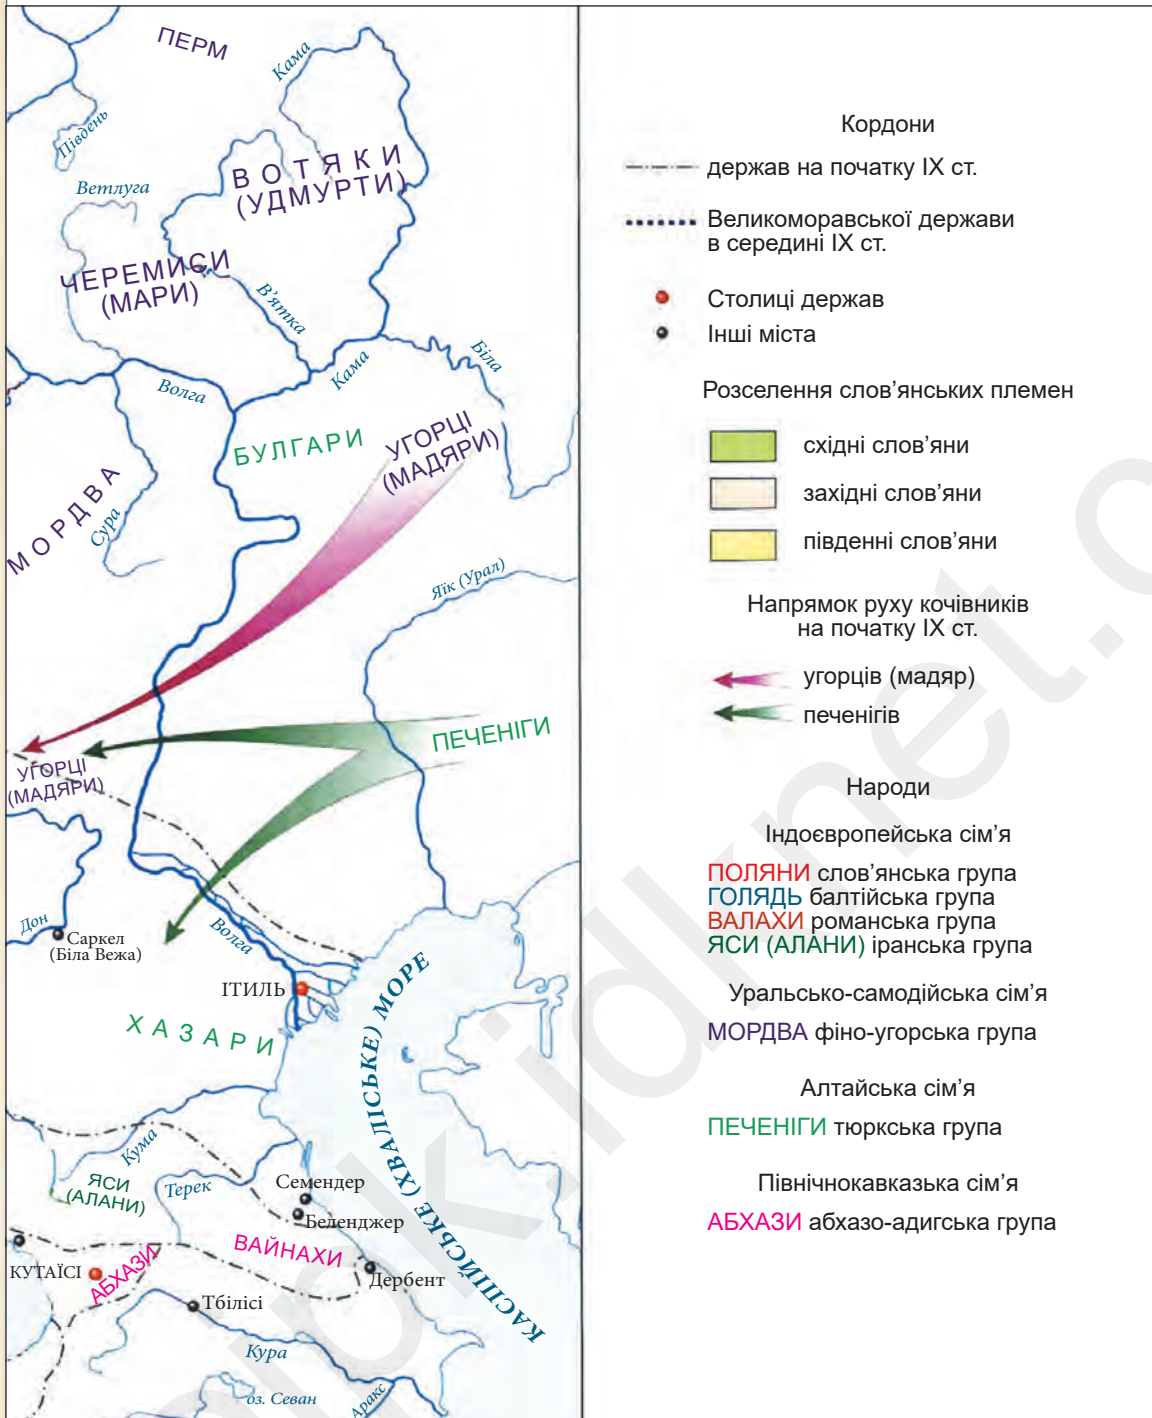 ПЕРМ
Кама
Південь
Ветлуга
ВОТЯКИ
(УДМУРТИ)
ЧЕРЕМИСИ
(МАРИ)
В'ятка
Кама
Біла
Волга
БУЛГАРИ
УГОРЦІ
(МАДЯРИ)
МОРДВА
Сура
Яїк (Урал)
ПЕЧЕНІГИ
УГОРЦІ
(МАДЯРИ)
Дон
Саркел
(Біла Вежа)
Волга
ІТИЛЬ
ХАЗАРИ
КАСПІЙСЬКЕ (ХВАЛІСЬКЕ) МОРЕ
Кума
ЯСИ
(АЛАНИ)
Терек
Семендер
Беленджер
ВАЙНАХИ
КУТАЇСІ
АБХАЗИ
Дербент
Тбілісі
Кура
оз. Севан
Аракс
Кордони
держав на початку IX ст.
Великоморавської держави
в середині IX ст.
Столиці держав
Інші міста
Розселення слов'янських племен
східні слов'яни
західні слов'яни
південні слов'яни
Напрямок руху кочівників
на початку IX ст.
угорців (мадяр)
печенігів
Народи
Індоєвропейська сім'я
ПОЛЯНИ слов'янська група
ГОЛЯДЬ балтійська група
ВАЛАХИ романська група
ЯСИ (АЛАНИ) іранська група
Уральсько-самодійська сім'я
МОРДВА фіно-угорська група
Алтайська сім'я
ПЕЧЕНІГИ тюркська група
Північнокавказька сім'я
АБХАЗИ абхазо-адигська група